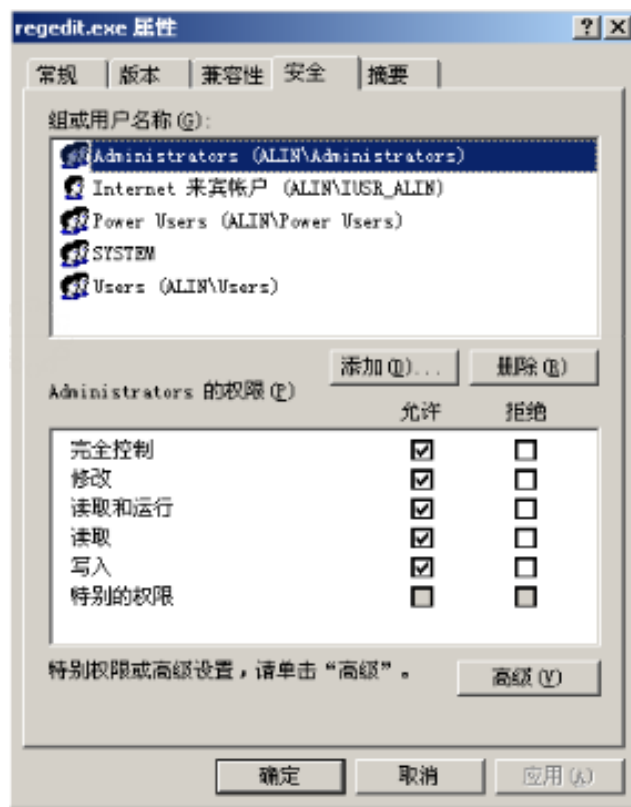 regedit.exe 属性
常规 版本 兼容性 安全 摘要
组或用户名称(G):
Administrators (ALIN\Administrators)
Internet 来宾帐户 (ALIN\IUSR_ALIN)
Power Users (ALIN\Power Users)
SYSTEM
Users (ALIN\Users)
添加(D)... 删除(R)
Administrators 的权限(P)
允许 拒绝
完全控制
修改
读取和运行
读取
写入
特别的权限
特别权限或高级设置，请单击“高级”。
高级(V)
确定 取消 应用(A)